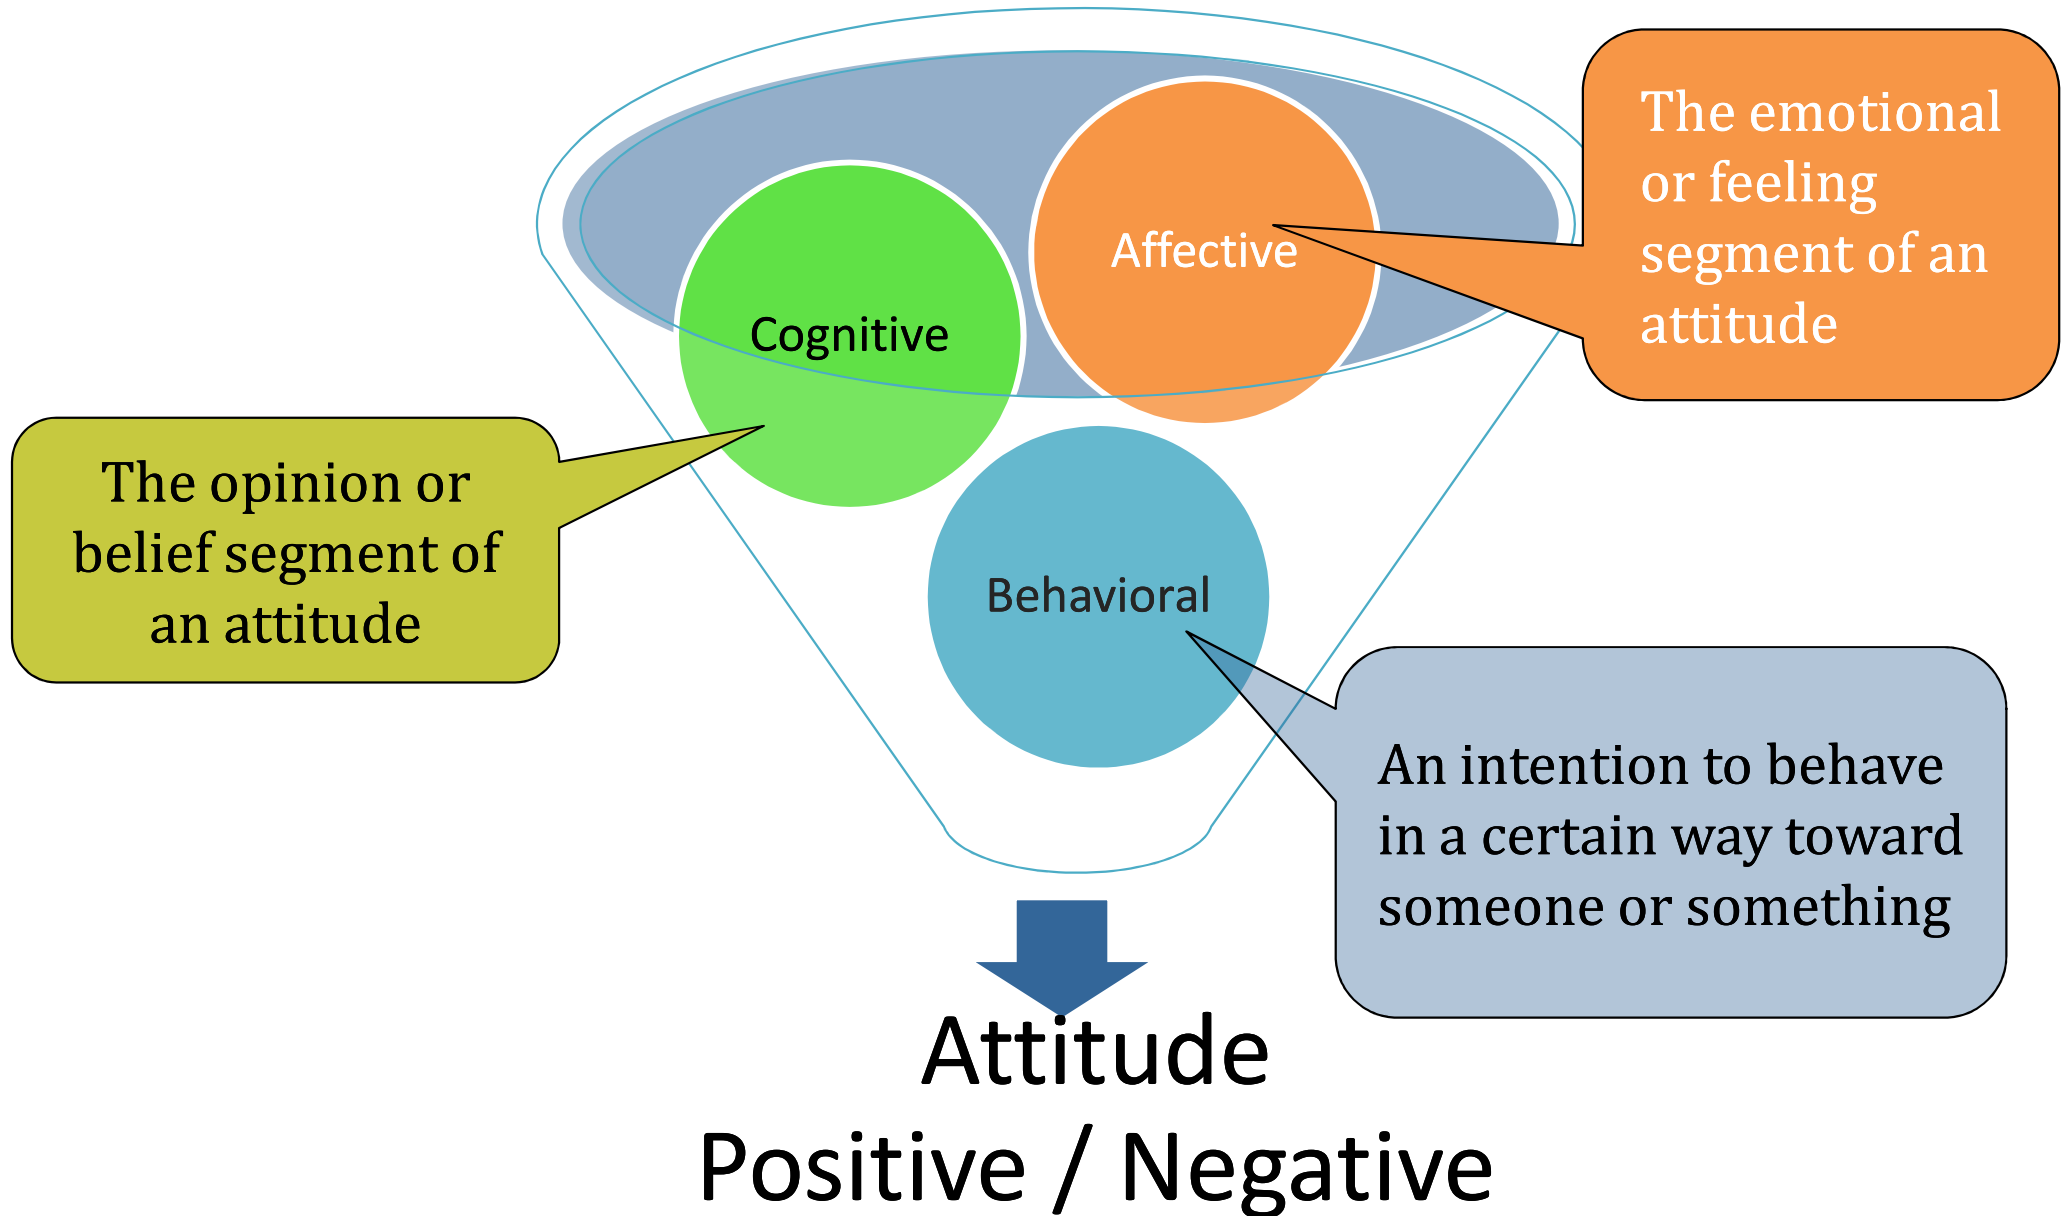 The emotional
or feeling
segment of an
attitude
Affective
Cognitive
The opinion or
belief segment of
an attitude
Behavioral
An intention to behave
in a certain way toward
someone or something
Attitude
Positive / Negative